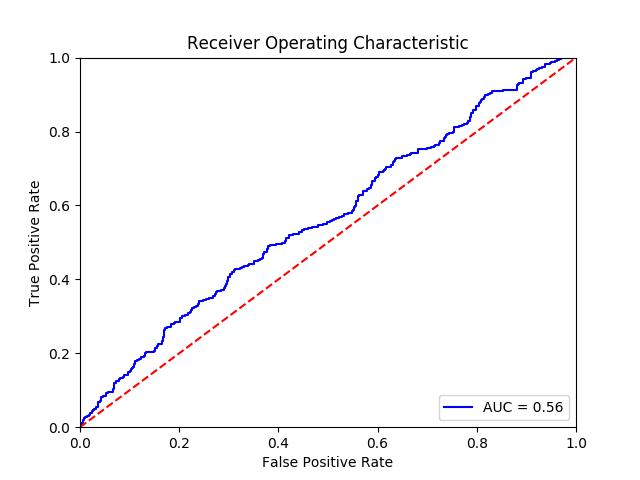 Receiver Operating Characteristic
1.0
0.8
0.6
0.4
0.2
0.0
True Positive Rate
AUC = 0.56
0.0 0.2 0.4 0.6 0.8 1.0
False Positive Rate